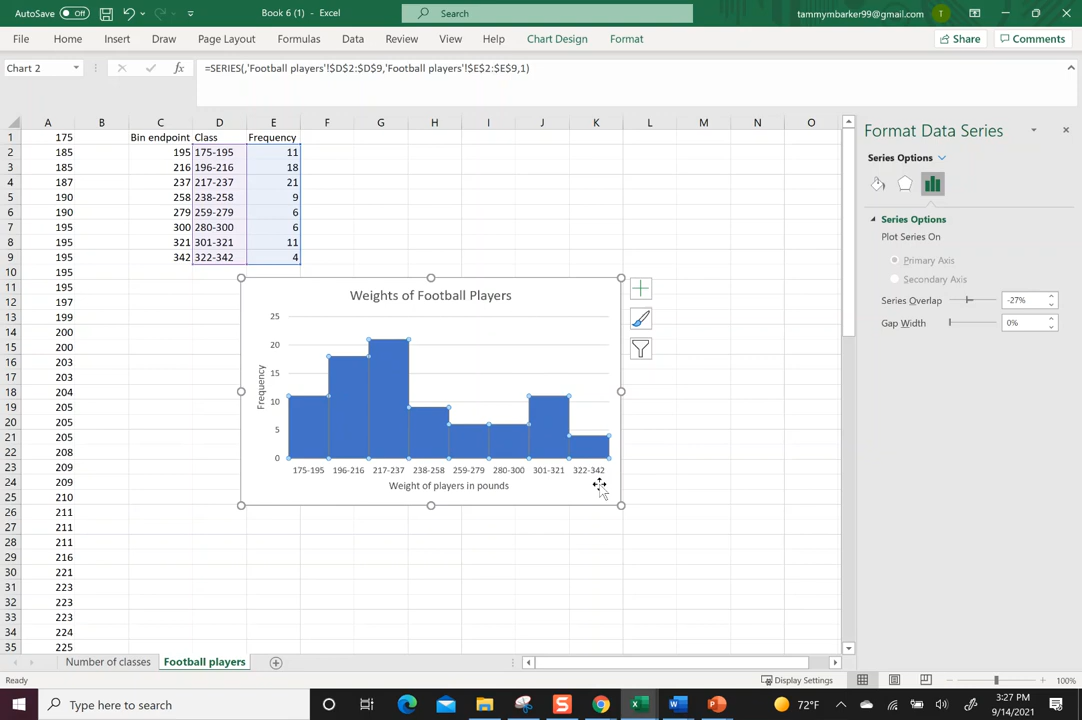 AutoSave Off Book 6 (1) - Excel Search tammymbarker99@gmail.com T
File Home Insert Draw Page Layout Formulas Data Review View Help Chart Design Format Share Comments
Chart 2 fx =SERIES(,'Football players'!$D$2:$D$9,'Football players'!$E$2:$E$9,1)
A B C D E F G H I J K L M N O
1 175 Bin endpoint Class Frequency
2 185 195 175-195 11
3 185 216 196-216 18
4 187 237 217-237 21
5 190 258 238-258 9
6 190 279 259-279 6
7 195 300 280-300 6
8 195 321 301-321 11
9 195 342 322-342 4
10 195
11 195
12 197
13 199
14 200
15 200
16 203
17 203
18 204
19 205
20 205
21 205
22 208
23 209
24 209
25 210
26 211
27 211
28 211
29 216
30 221
31 223
32 223
33 223
34 224
35 225
Weights of Football Players
Frequency
25
20
15
10
5
0
175-195 196-216 217-237 238-258 259-279 280-300 301-321 322-342
Weight of players in pounds
Format Data Series
Series Options
Series Options
Plot Series On
Primary Axis
Secondary Axis
Series Overlap -27%
Gap Width 0%
Number of classes Football players
Ready Display Settings 100%
Type here to search 72°F 3:27 PM
9/14/2021